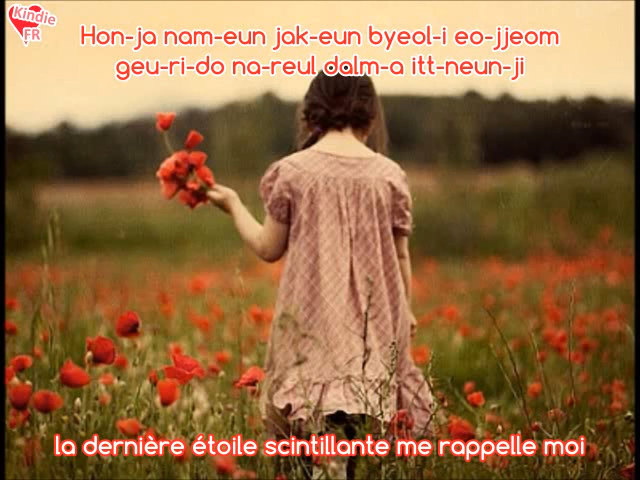 Kindie
FR
Hon-ja nam-eun jak-eun byeol-i eo-jjeom
geu-ri-do na-reul dalm-a itt-neun-ji
la dernière étoile scintillante me rappelle moi